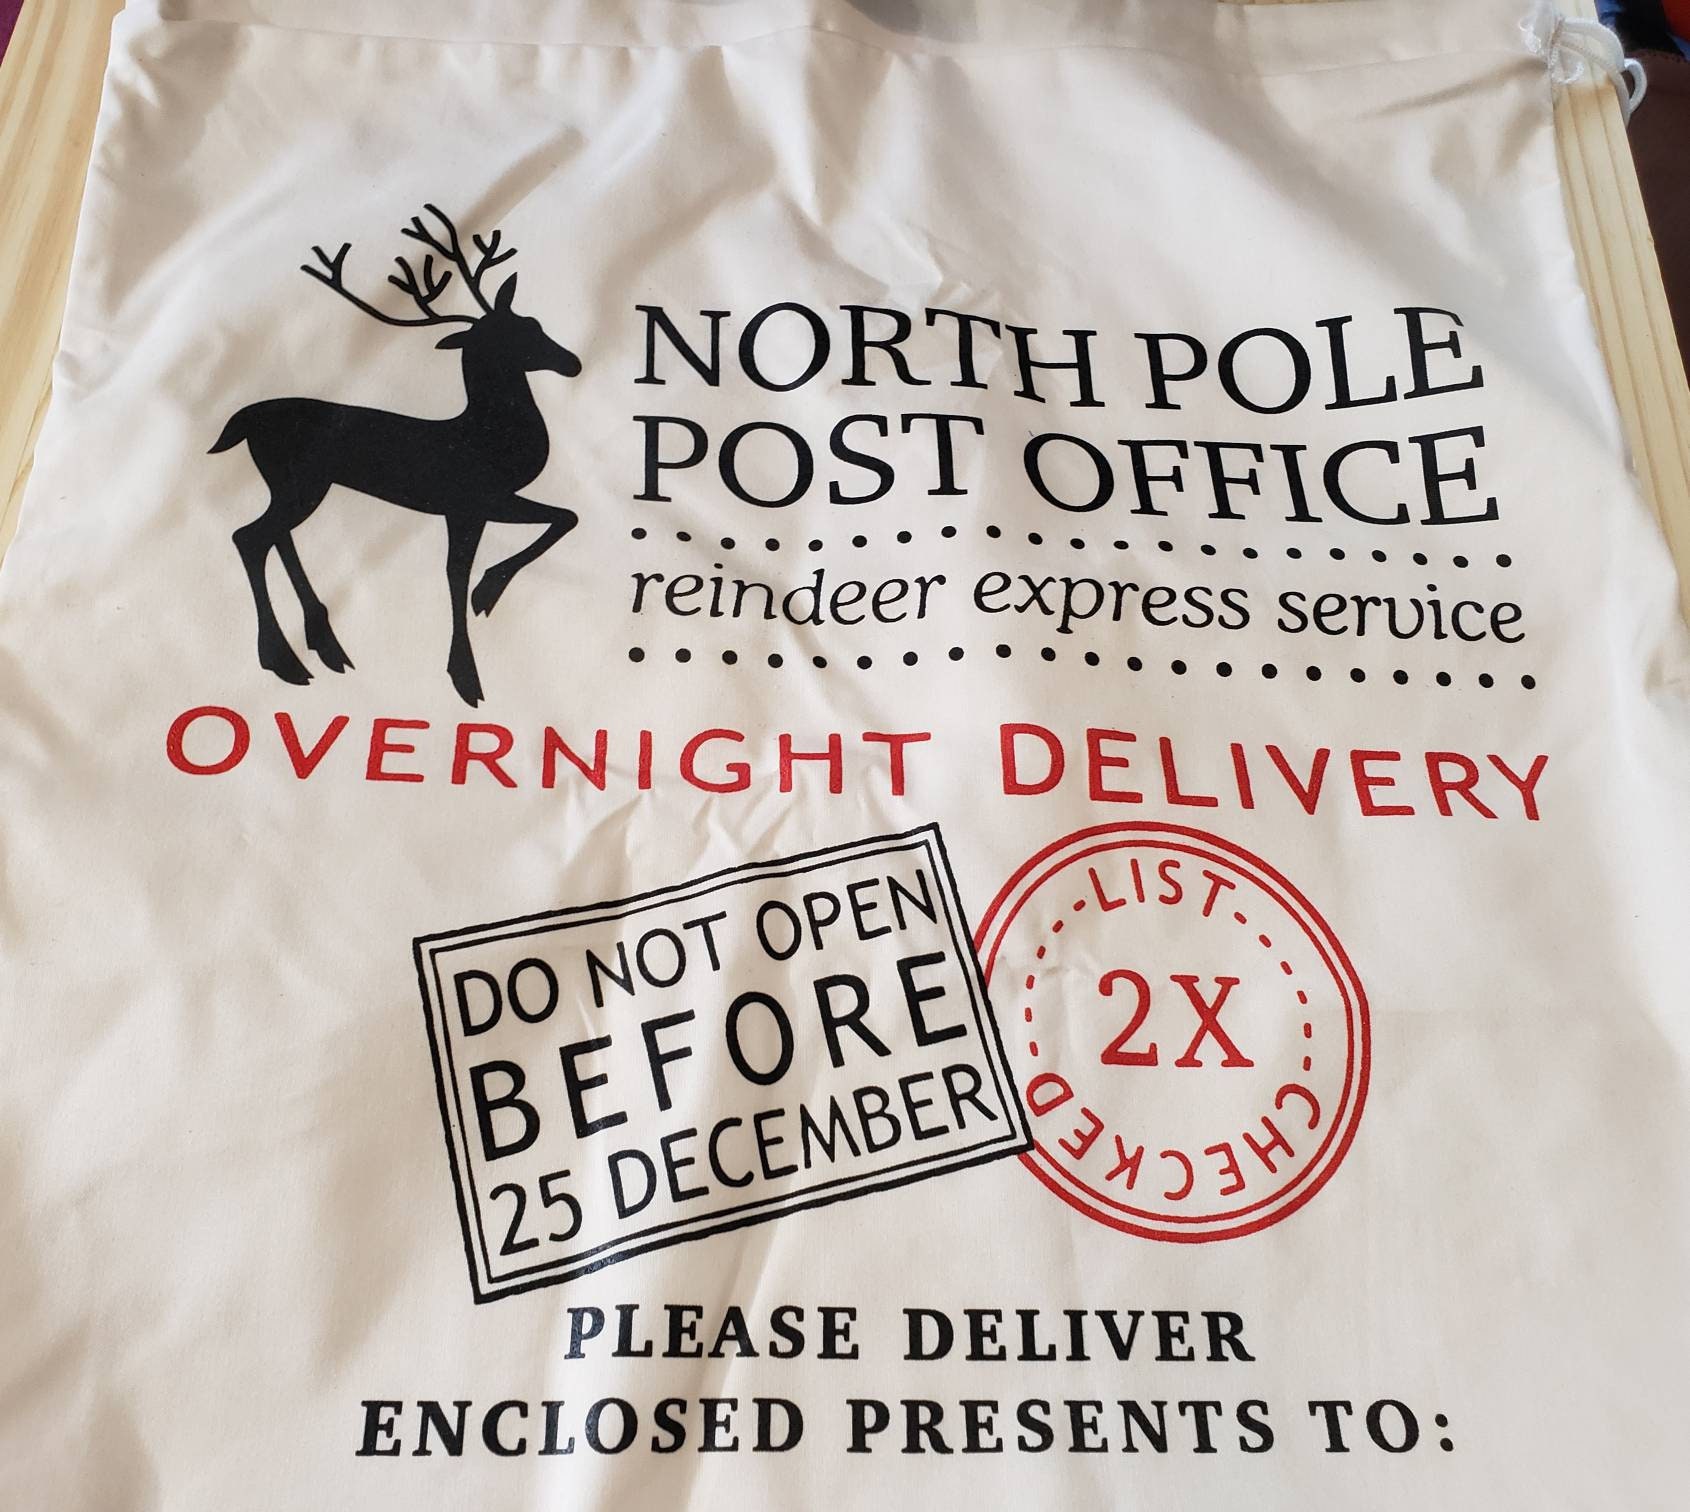 NORTH POLE
POST OFFICE
reindeer express service
OVERNIGHT DELIVERY
DO NOT OPEN
BEFORE
25 DECEMBER
LIST
2X
CHECKED
PLEASE DELIVER
ENCLOSED PRESENTS TO: